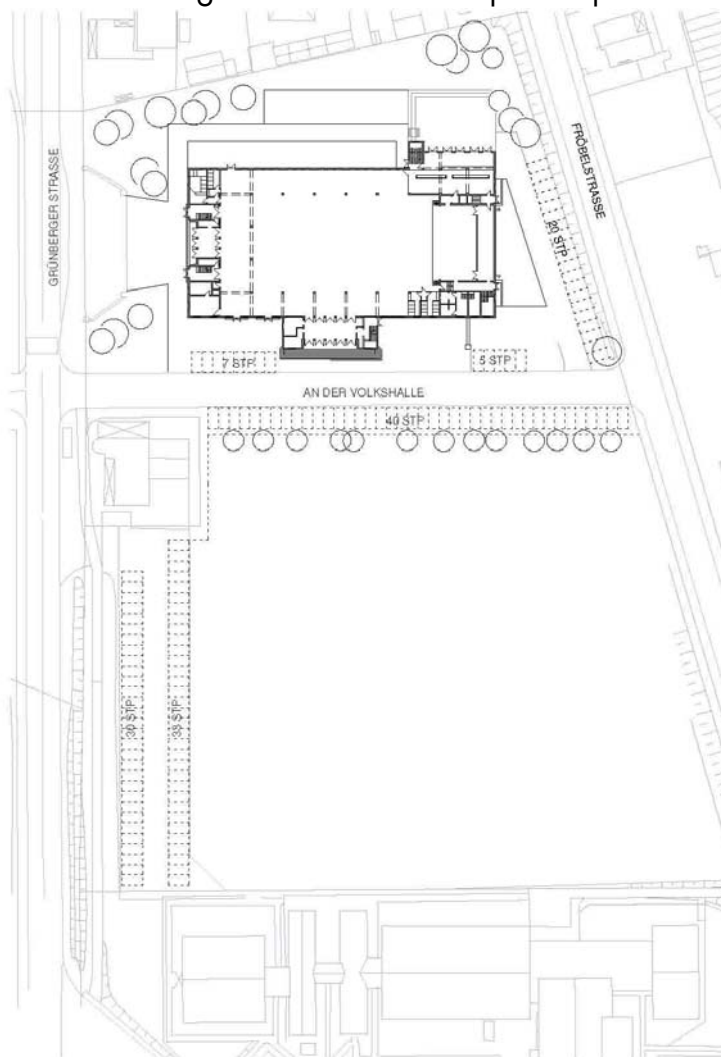 GRÜNBERGER STRASSE
FRÖBELSTRASSE
20 STP
7 STP
5 STP
AN DER VOLKSHALLE
40 STP
30 STP
33 STP